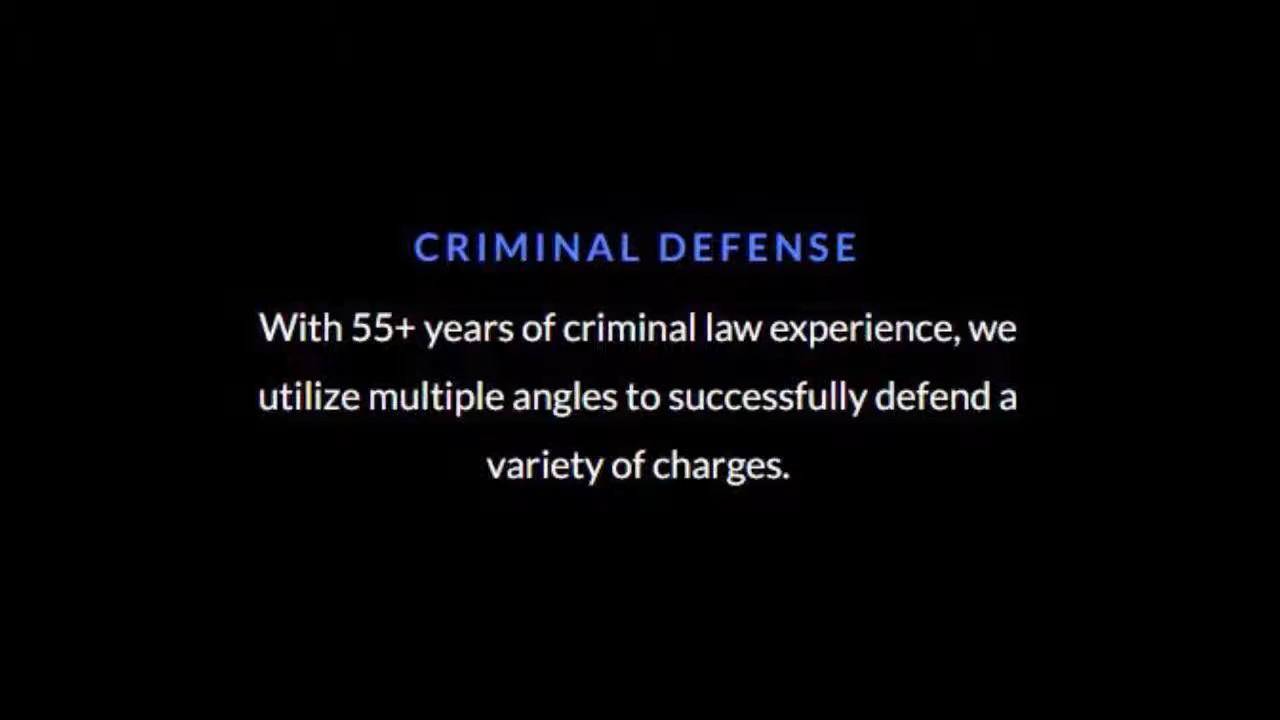 CRIMINAL DEFENSE
With 55+ years of criminal law experience, we
utilize multiple angles to successfully defend a
variety of charges.